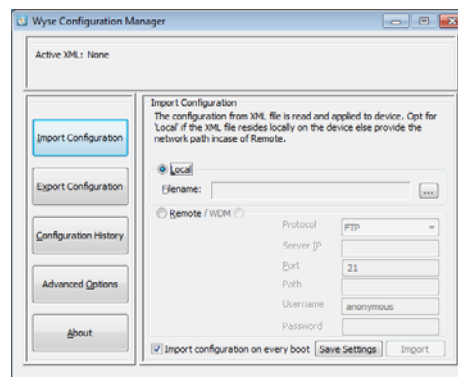 Wyse Configuration Manager
Active XML: None
Import Configuration
Export Configuration
Configuration History
Advanced Options
About
Import Configuration
The configuration from XML file is read and applied to device. Opt for
'Local' if the XML file resides locally on the device else provide the
network path incase of Remote.
Local
Filename:
...
Remote / WDM
Protocol
FTP
Server IP
Port
21
Path
Username
anonymous
Password
Import configuration on every boot
Save Settings
Import